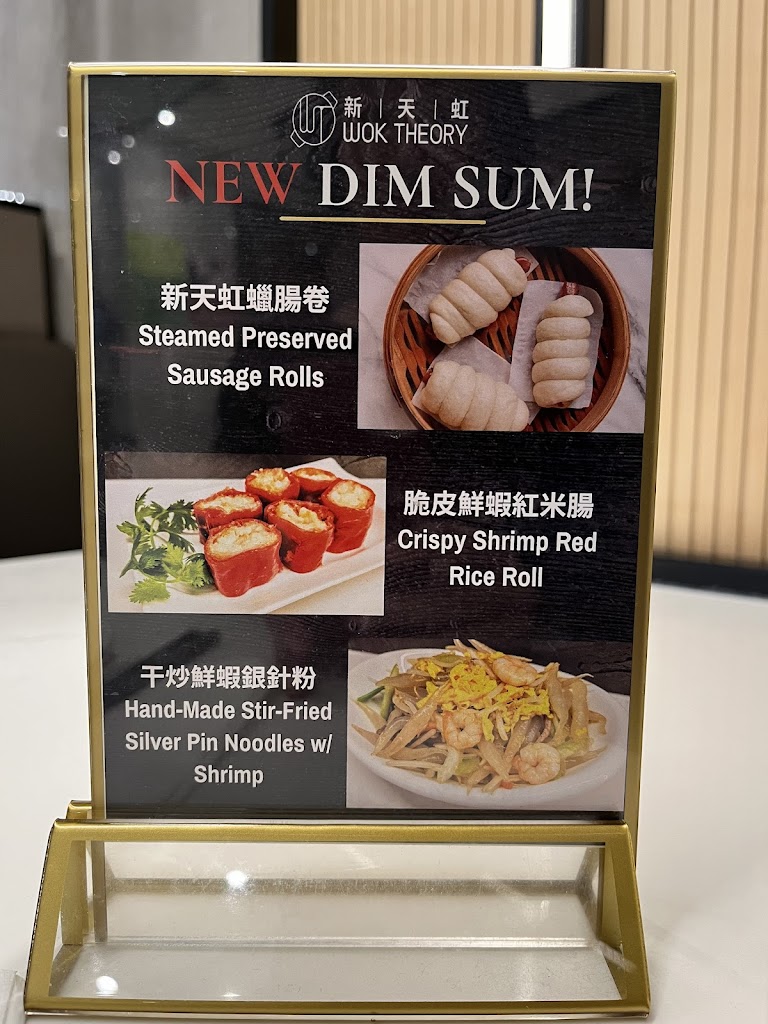 新 | 天 | 虹
WOK THEORY
NEW DIM SUM!
新天虹蠟腸卷
Steamed Preserved
Sausage Rolls
脆皮鮮蝦紅米腸
Crispy Shrimp Red
Rice Roll
干炒鮮蝦銀針粉
Hand-Made Stir-Fried
Silver Pin Noodles w/
Shrimp